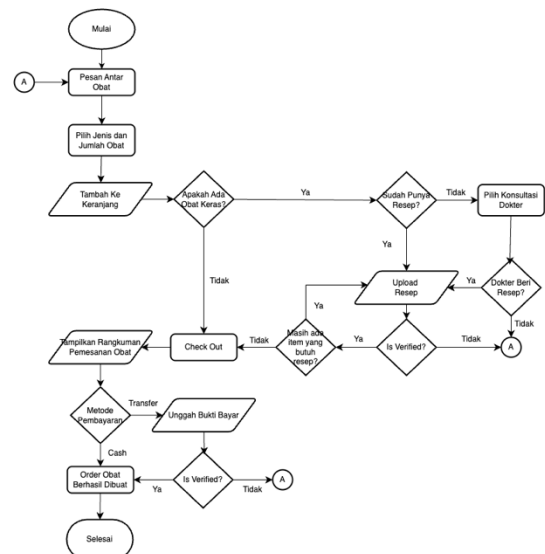 Mulai
A
Pesan Antar
Obat
Pilih Jenis dan
Jumlah Obat
Tambah Ke
Keranjang
Apakah Ada
Obat Keras?
Ya
Sudah Punya
Resep?
Tidak
Pilih Konsultasi
Dokter
Ya
Tidak
Upload
Resep
Ya
Dokter Beri
Resep?
Ya
Tidak
Tampilkan Rangkuman
Pemesanan Obat
Check Out
Tidak
Masih ada
item yang
butuh
resep?
Ya
Is Verified?
Tidak
A
Metode
Pembayaran
Transfer
Unggah Bukti Bayar
Cash
Order Obat
Berhasil Dibuat
Ya
Is Verified?
Tidak
A
Selesai